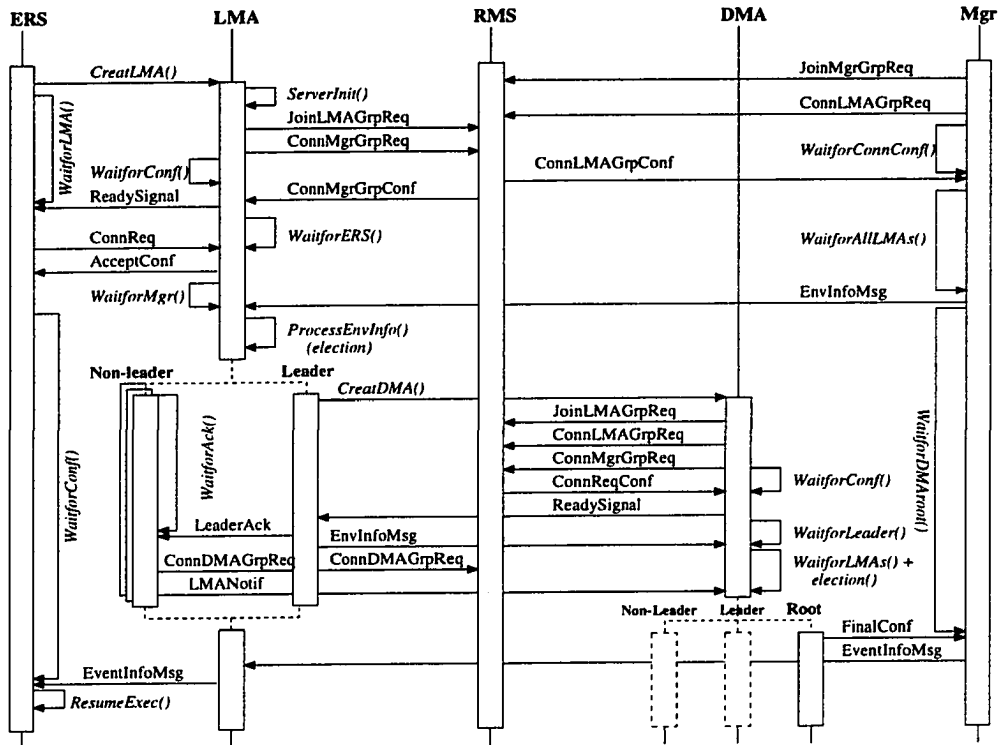 ERS LMA RMS DMA Mgr
CreatLMA()
JoinMgrGrpReq
ServerInit()
WaitforLMA()
JoinLMAGrpReq
ConnLMAGrpReq
ConnMgrGrpReq
WaitforConnConf()
WaitforConf()
ConnLMAGrpConf
ReadySignal
ConnMgrGrpConf
WaitforERS()
WaitforAllLMAs()
ConnReq
AcceptConf
WaitforMgr()
EnvInfoMsg
ProcessEnvInfo()
(election)
Non-leader
Leader
CreatDMA()
JoinLMAGrpReq
WaitforAck()
ConnLMAGrpReq
WaitforDMAroot()
ConnMgrGrpReq
WaitforConf()
ConnReqConf
WaitforConf()
ReadySignal
LeaderAck
EnvInfoMsg
WaitforLeader()
ConnDMAGrpReq
ConnDMAGrpReq
WaitforLMAs() +
election()
LMANotif
Non-Leader
Leader
Root
FinalConf
EventInfoMsg
EventInfoMsg
ResumeExec()